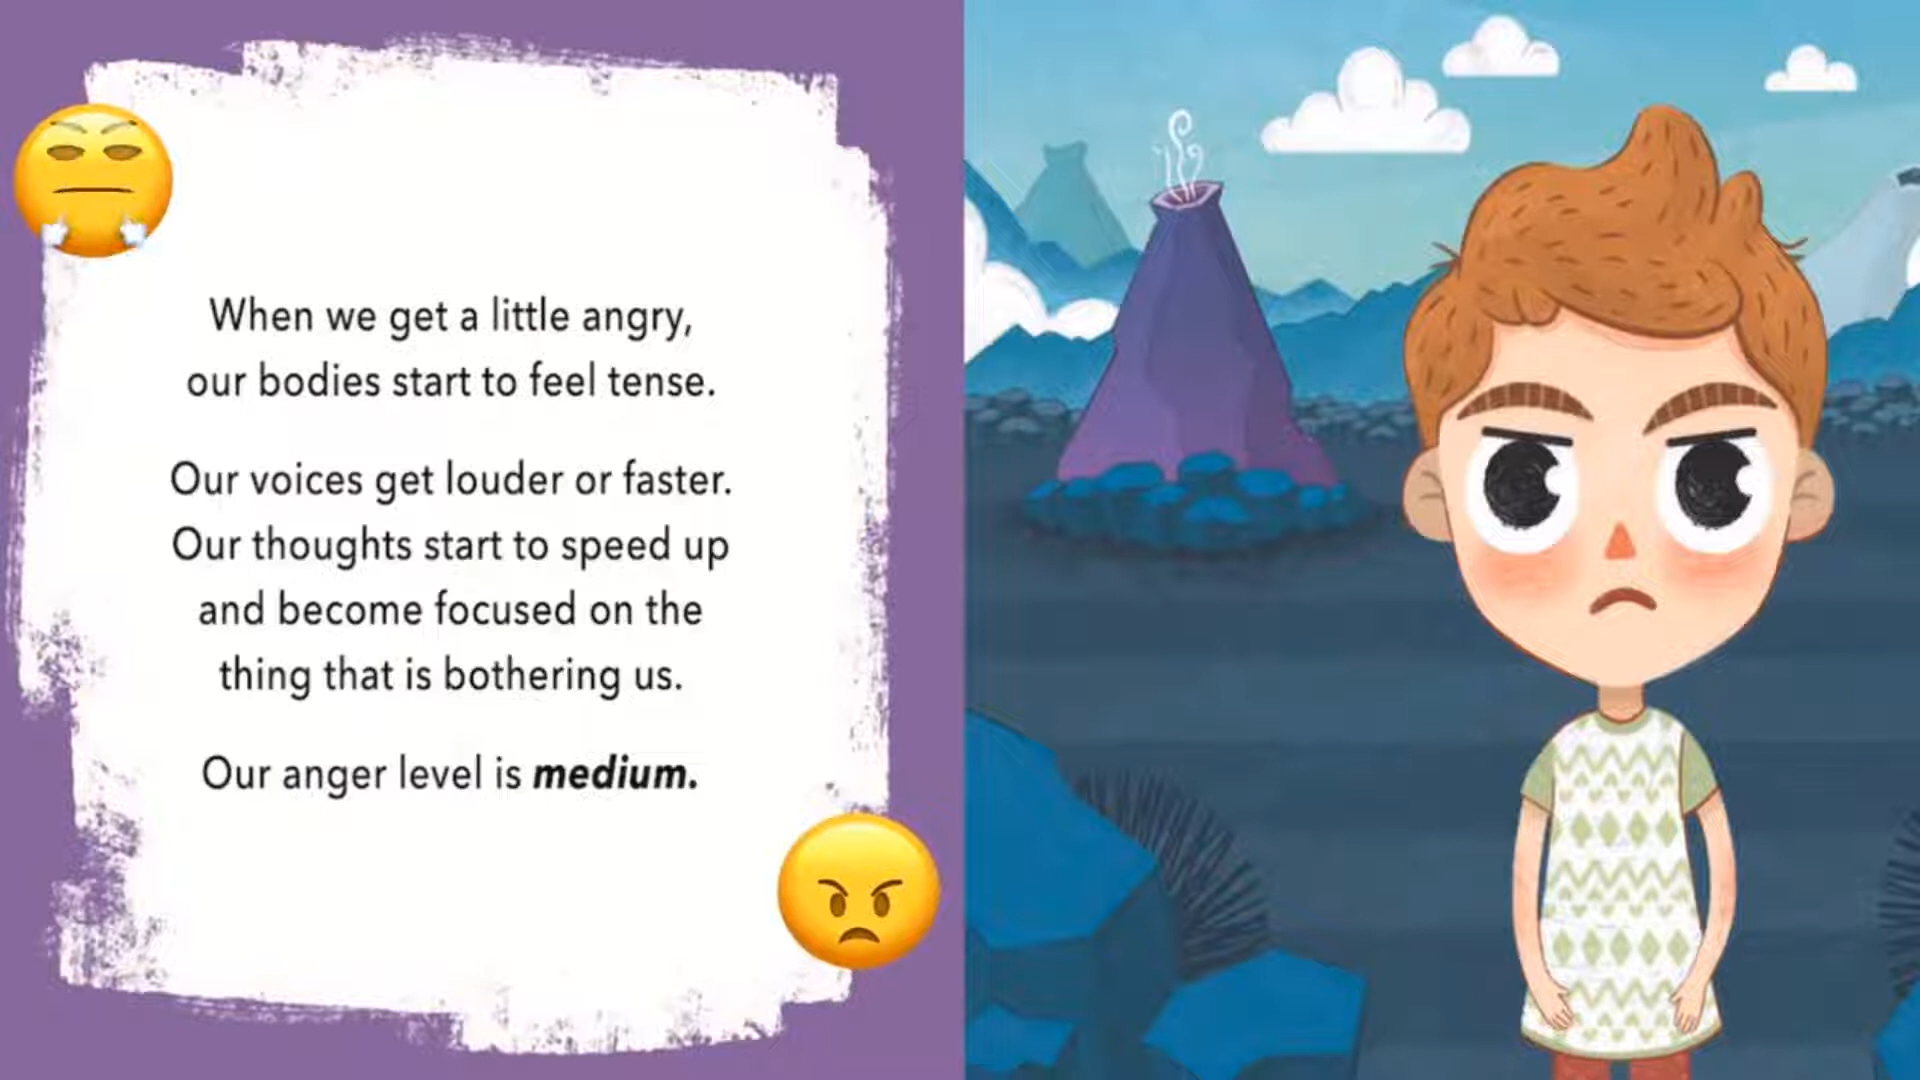 When we get a little angry,
our bodies start to feel tense.
Our voices get louder or faster.
Our thoughts start to speed up
and become focused on the
thing that is bothering us.
Our anger level is medium.